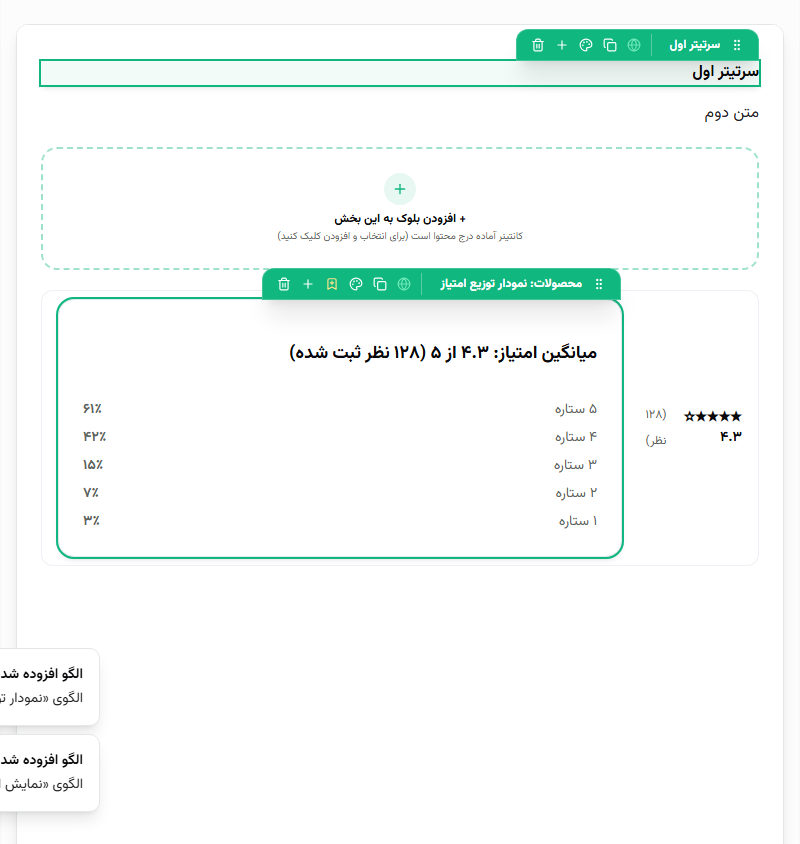 سرتیتر اول
سرتیتر اول
متن دوم
+ افزودن بلوک به این بخش
کانتینر آماده درج محتوا است (برای انتخاب و افزودن کلیک کنید)
محصولات: نمودار توزیع امتیاز
★★★★☆ (۱۲۸
۴.۳ نظر)
میانگین امتیاز: ۴.۳ از ۵ (۱۲۸ نظر ثبت شده)
۵ ستاره ۶۱٪
۴ ستاره ۴۲٪
۳ ستاره ۱۵٪
۲ ستاره ۷٪
۱ ستاره ۳٪
الگو افزوده شد
الگوی «نمودار
الگو افزوده شد
الگوی «نمایش